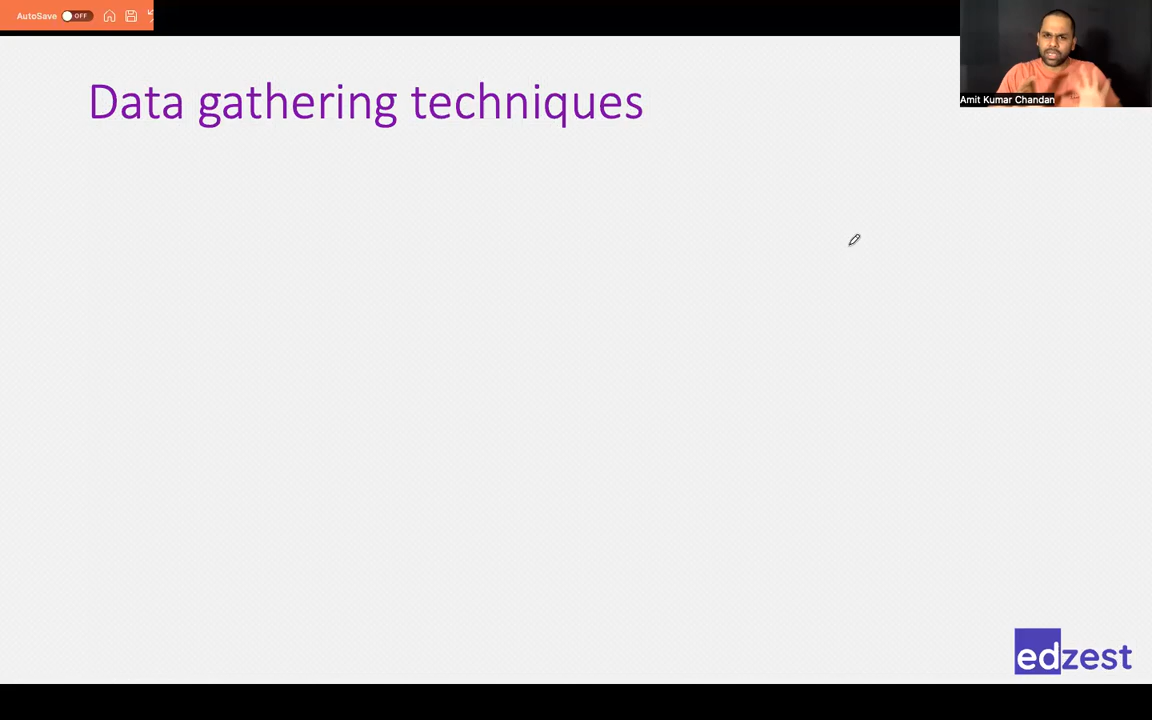 AutoSave OFF
Amit Kumar Chandan
Data gathering techniques
edzest